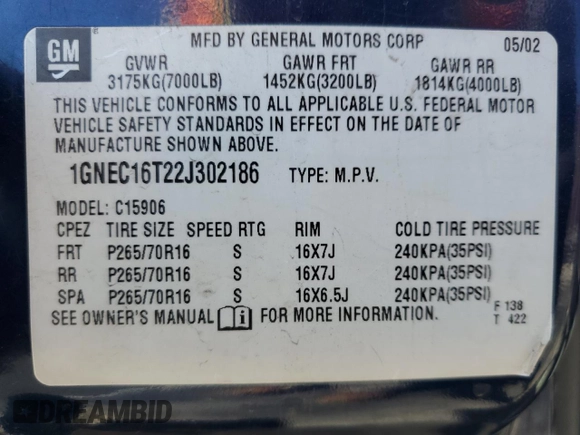 GM
MFD BY GENERAL MOTORS CORP 05/02
GVWR GAWR FRT GAWR RR
3175KG(7000LB) 1452KG(3200LB) 1814KG(4000LB)
THIS VEHICLE CONFORMS TO ALL APPLICABLE U.S. FEDERAL MOTOR
VEHICLE SAFETY STANDARDS IN EFFECT ON THE DATE OF
MANUFACTURE SHOWN ABOVE.
1GNEC16T22J302186 TYPE: M.P.V.
MODEL: C15906
CPEZ TIRE SIZE SPEED RTG RIM COLD TIRE PRESSURE
FRT P265/70R16 S 16X7J 240KPA(35PSI)
RR P265/70R16 S 16X7J 240KPA(35PSI)
SPA P265/70R16 S 16X6.5J 240KPA(35PSI)
SEE OWNER'S MANUAL i FOR MORE INFORMATION.
F 138
T 422
DREAMBID